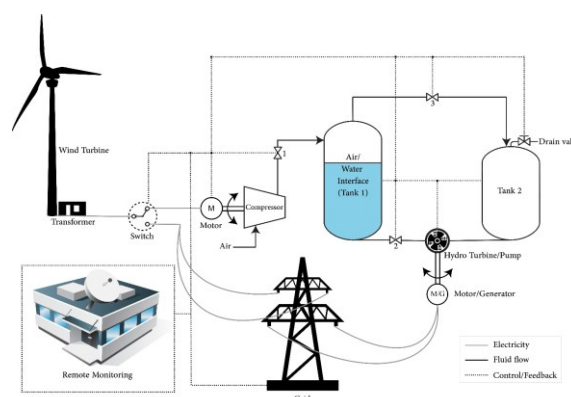 Wind Turbine
Transformer
Switch
M
Motor
Compressor
Air
1
Air/
Water
Interface
(Tank 1)
2
3
Drain val
Tank 2
Hydro Turbine/Pump
M/G
Motor/Generator
Remote Monitoring
Electricity
Fluid flow
Control/Feedback